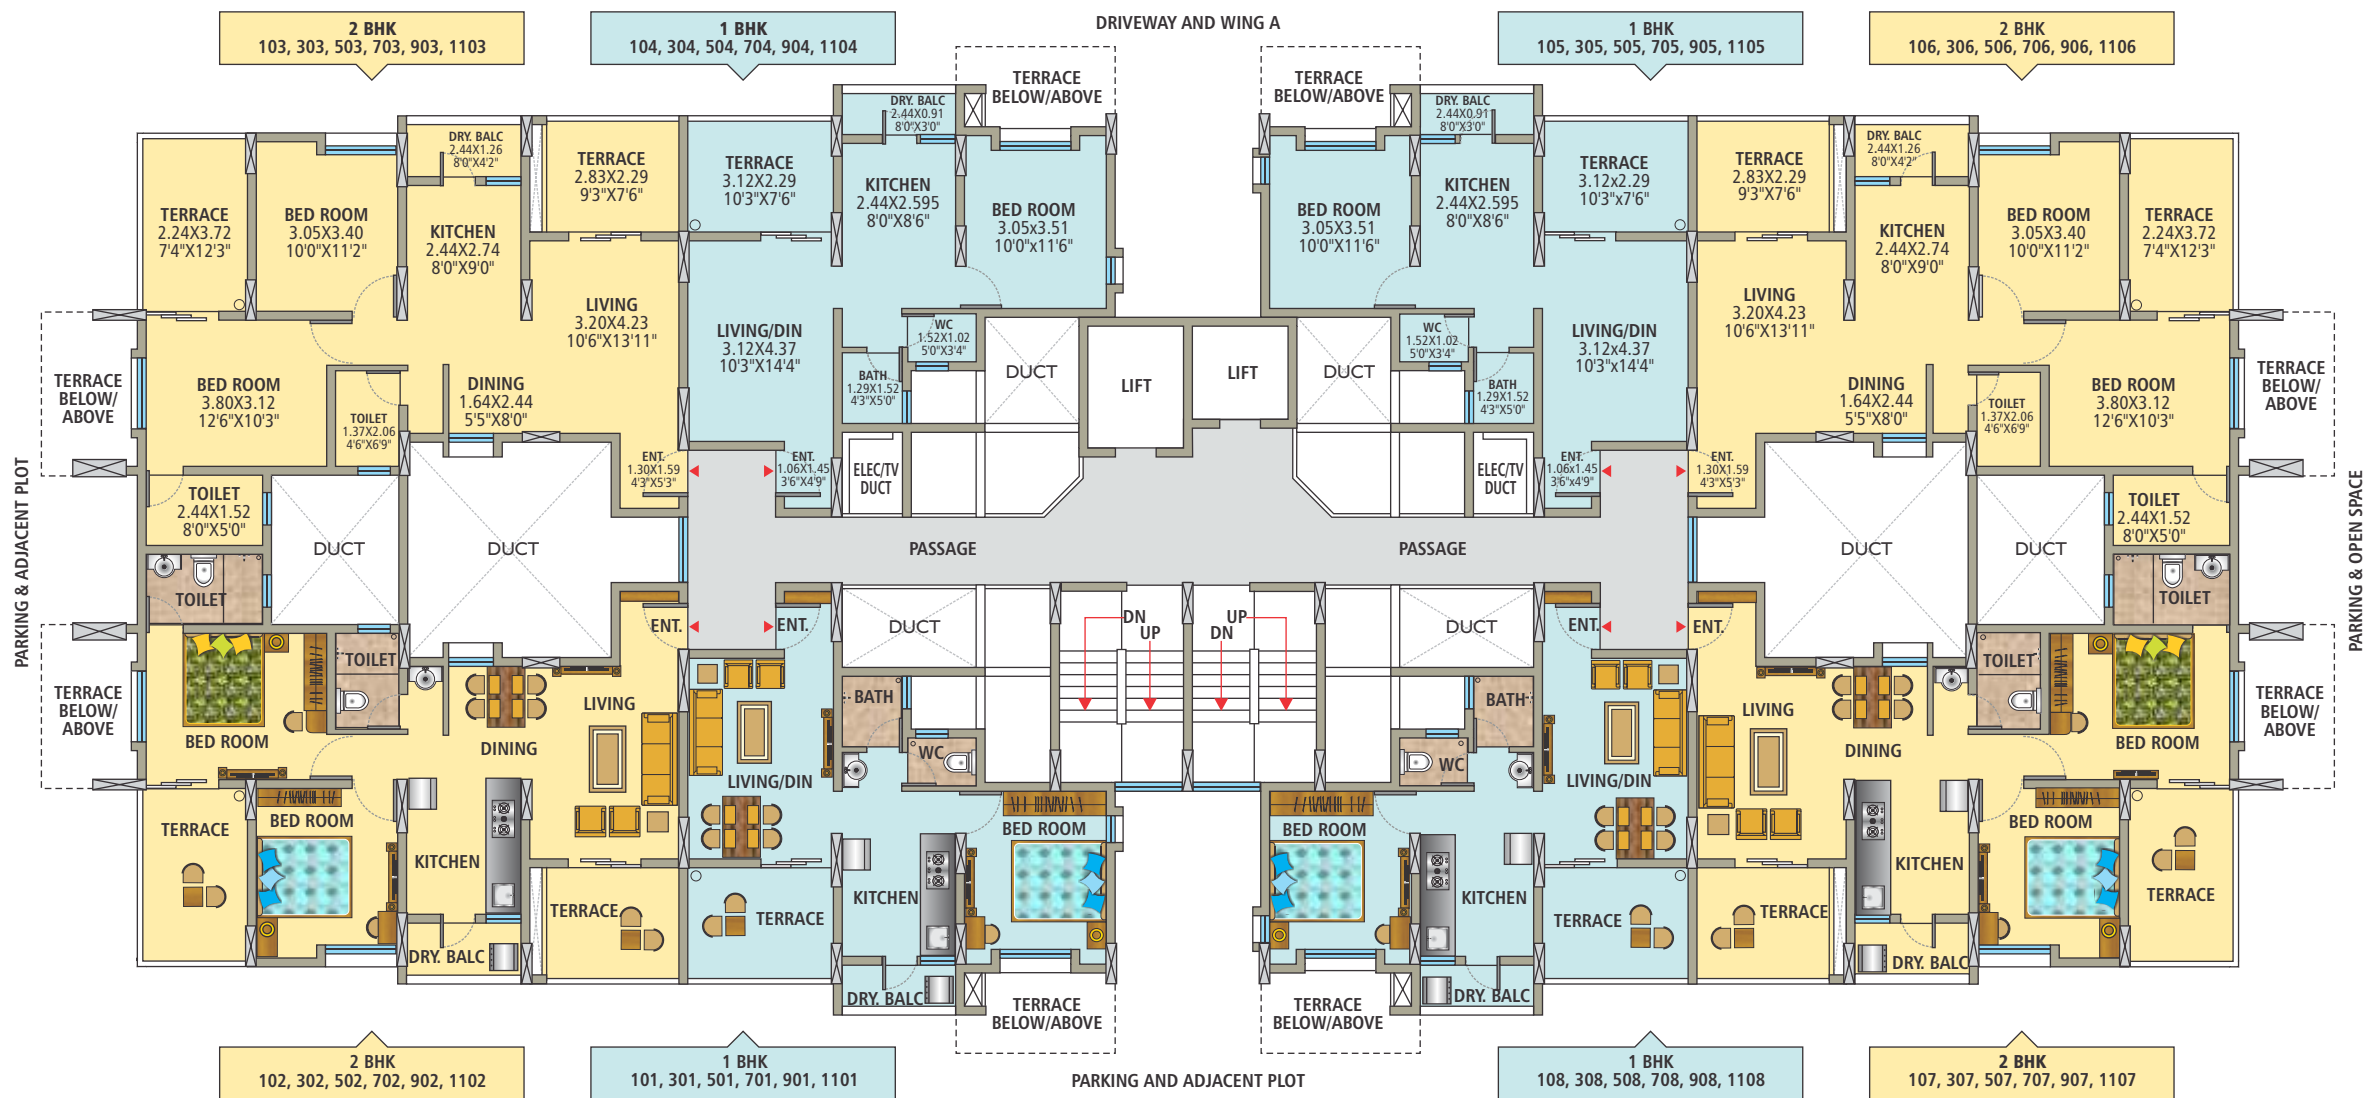 2 BHK
103, 303, 503, 703, 903, 1103
1 BHK
104, 304, 504, 704, 904, 1104
DRIVEWAY AND WING A
1 BHK
105, 305, 505, 705, 905, 1105
2 BHK
106, 306, 506, 706, 906, 1106
TERRACE
BELOW/ABOVE
TERRACE
BELOW/ABOVE
TERRACE
2.24X3.72
7'4"X12'3"
BED ROOM
3.05X3.40
10'0"X11'2"
DRY. BALC
2.44X1.26
8'0"X4'2"
KITCHEN
2.44X2.74
8'0"X9'0"
TERRACE
2.83X2.29
9'3"X7'6"
LIVING
3.20X4.23
10'6"X13'11"
TERRACE
3.12X2.29
10'3"X7'6"
DRY. BALC
2.44X0.91
8'0"X3'0"
KITCHEN
2.44X2.595
8'0"X8'6"
BED ROOM
3.05x3.51
10'0"x11'6"
BED ROOM
3.05X3.51
10'0"X11'6"
DRY. BALC
2.44X0.91
8'0"X3'0"
KITCHEN
2.44X2.595
8'0"X8'6"
TERRACE
3.12x2.29
10'3"x7'6"
TERRACE
2.83X2.29
9'3"X7'6"
LIVING
3.20X4.23
10'6"X13'11"
DRY. BALC
2.44X1.26
8'0"X4'2"
KITCHEN
2.44X2.74
8'0"X9'0"
BED ROOM
3.05X3.40
10'0"X11'2"
TERRACE
2.24X3.72
7'4"X12'3"
TERRACE
BELOW/
ABOVE
BED ROOM
3.80X3.12
12'6"X10'3"
TOILET
1.37X2.06
4'6"X6'9"
DINING
1.64X2.44
5'5"X8'0"
LIVING/DIN
3.12X4.37
10'3"X14'4"
WC
1.52X1.02
5'0"X3'4"
BATH
1.29X1.52
4'3"X5'0"
DUCT
LIFT
LIFT
DUCT
WC
1.52X1.02
5'0"X3'4"
BATH
1.29X1.52
4'3"X5'0"
LIVING/DIN
3.12x4.37
10'3"x14'4"
DINING
1.64X2.44
5'5"X8'0"
TOILET
1.37X2.06
4'6"X6'9"
BED ROOM
3.80X3.12
12'6"X10'3"
TERRACE
BELOW/
ABOVE
ENT.
1.30X1.59
4'3"X5'3"
ENT.
1.06X1.45
3'6"X4'9"
ELEC/TV
DUCT
ELEC/TV
DUCT
ENT.
1.06x1.45
3'6"x4'9"
ENT.
1.30X1.59
4'3"X5'3"
TOILET
2.44X1.52
8'0"X5'0"
TOILET
2.44X1.52
8'0"X5'0"
PARKING & ADJACENT PLOT
DUCT
DUCT
PASSAGE
PASSAGE
DUCT
DUCT
PARKING & OPEN SPACE
TOILET
TOILET
ENT.
ENT.
DUCT
DN
UP
UP
DN
DUCT
ENT.
ENT.
TERRACE
BELOW/
ABOVE
BED ROOM
TOILET
DINING
LIVING
LIVING/DIN
BATH
WC
BATH
WC
LIVING/DIN
LIVING
DINING
TOILET
BED ROOM
TERRACE
BELOW/
ABOVE
TERRACE
BED ROOM
KITCHEN
TERRACE
DRY. BALC
TERRACE
KITCHEN
BED ROOM
DRY. BALC
BED ROOM
KITCHEN
DRY. BALC
TERRACE
TERRACE
KITCHEN
DRY. BALC
BED ROOM
TERRACE
TERRACE
BELOW/ABOVE
TERRACE
BELOW/ABOVE
2 BHK
102, 302, 502, 702, 902, 1102
1 BHK
101, 301, 501, 701, 901, 1101
PARKING AND ADJACENT PLOT
1 BHK
108, 308, 508, 708, 908, 1108
2 BHK
107, 307, 507, 707, 907, 1107